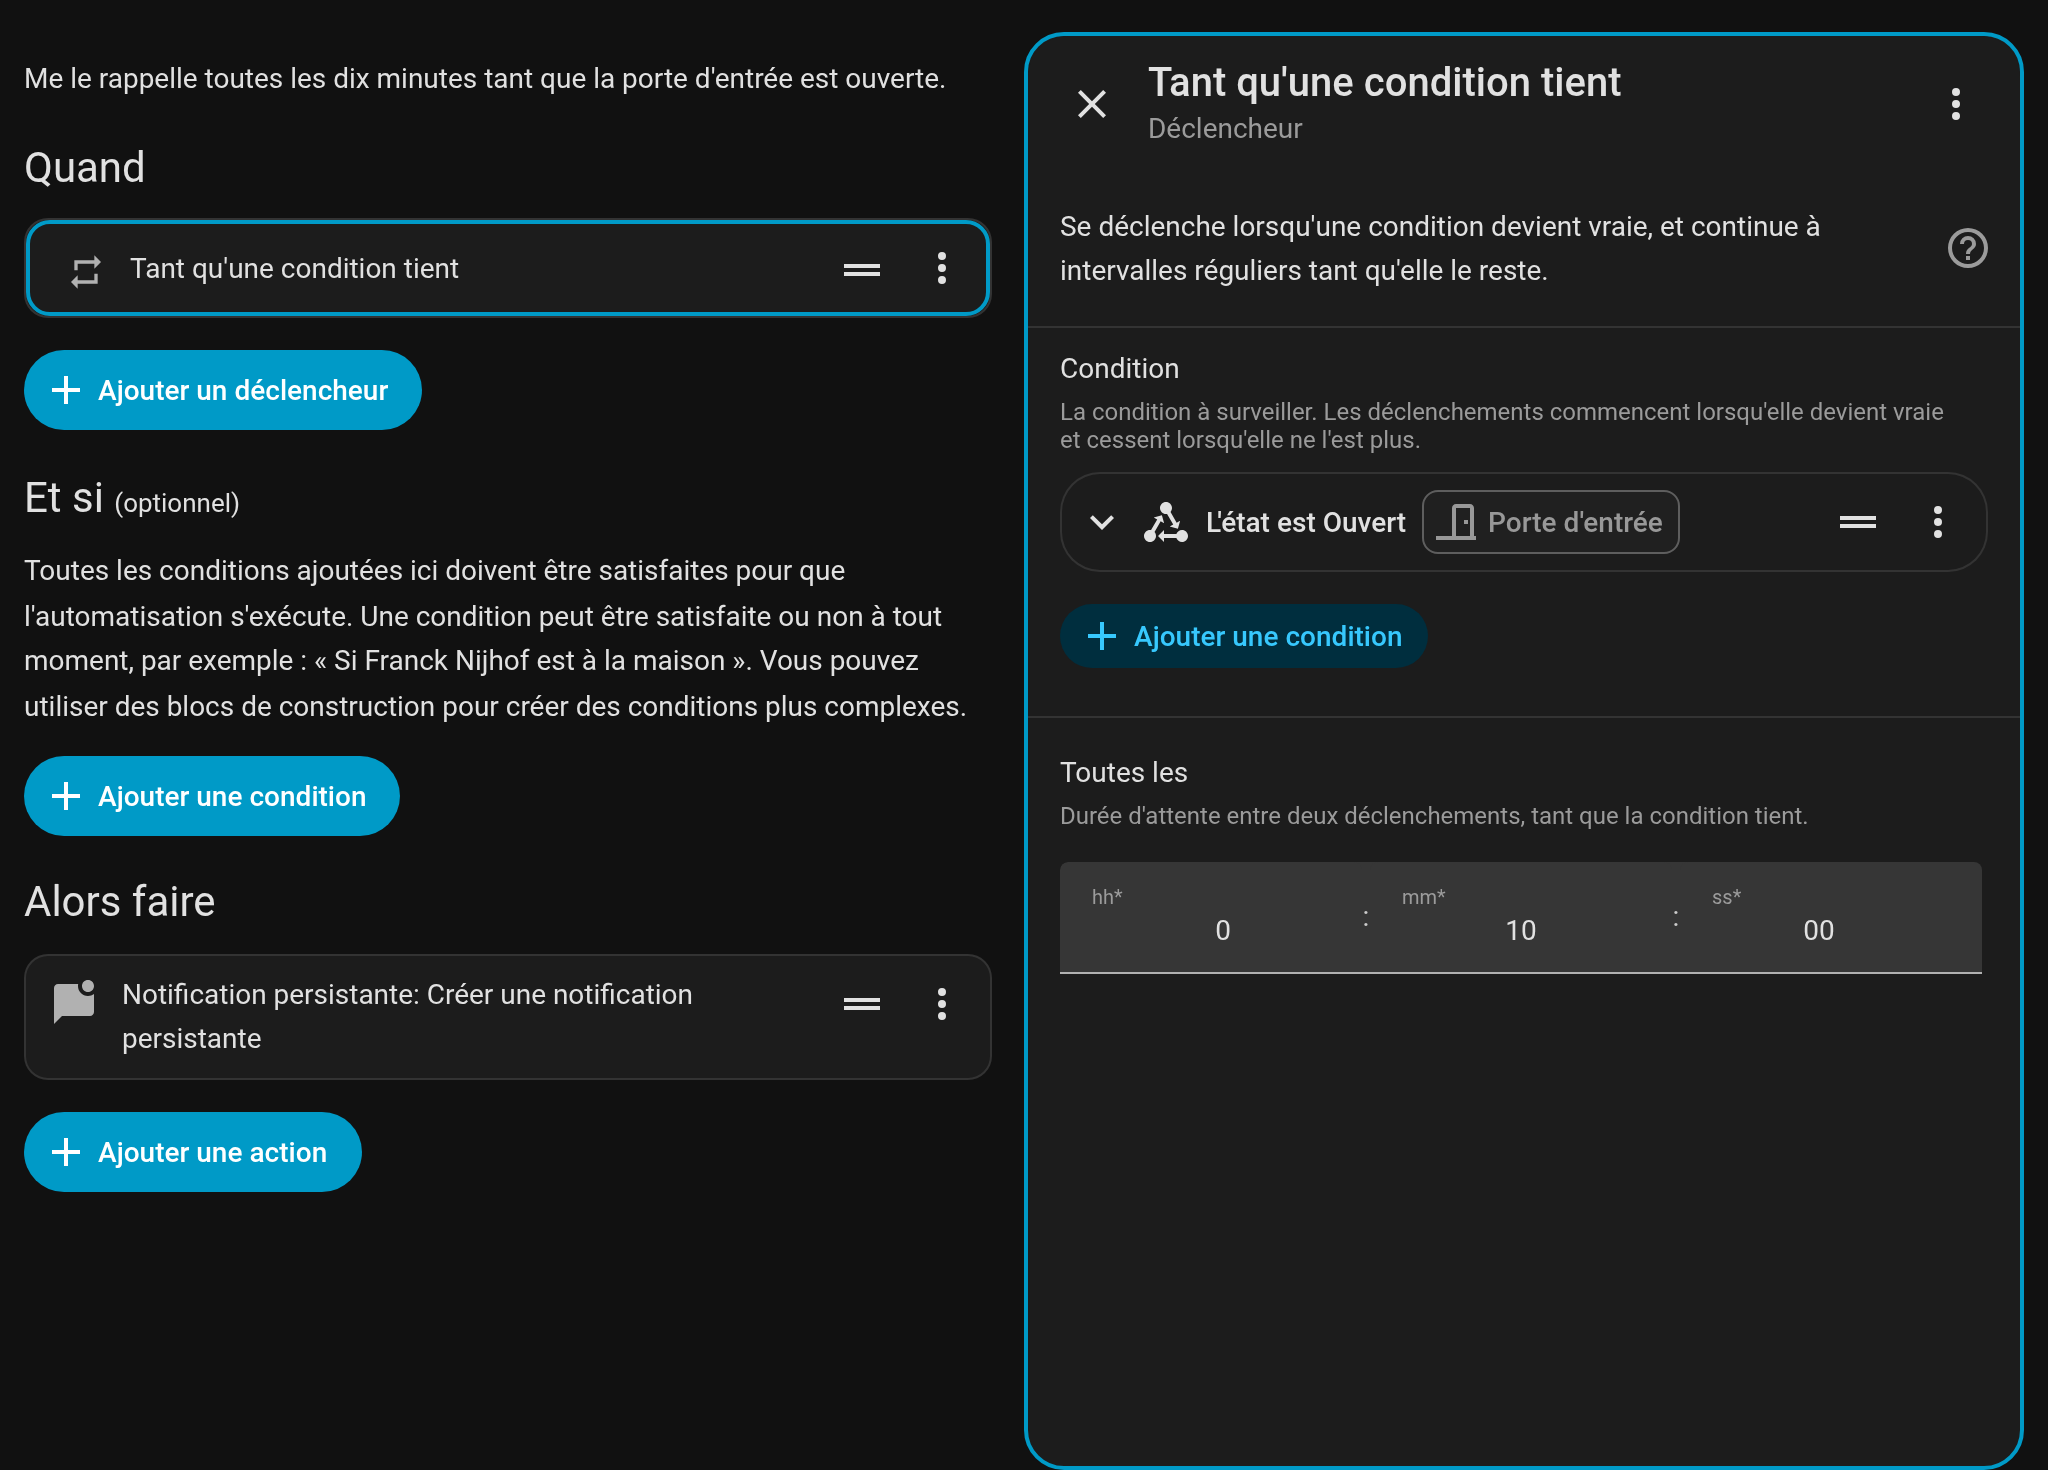 Me le rappelle toutes les dix minutes tant que la porte d'entrée est ouverte.
Quand
Tant qu'une condition tient
Ajouter un déclencheur
Et si (optionnel)
Toutes les conditions ajoutées ici doivent être satisfaites pour que
l'automatisation s'exécute. Une condition peut être satisfaite ou non à tout
moment, par exemple : « Si Franck Nijhof est à la maison ». Vous pouvez
utiliser des blocs de construction pour créer des conditions plus complexes.
Ajouter une condition
Alors faire
Notification persistante: Créer une notification
persistante
Ajouter une action
Tant qu'une condition tient
Déclencheur
Se déclenche lorsqu'une condition devient vraie, et continue à
intervalles réguliers tant qu'elle le reste.
Condition
La condition à surveiller. Les déclenchements commencent lorsqu'elle devient vraie
et cessent lorsqu'elle ne l'est plus.
L'état est Ouvert Porte d'entrée
Ajouter une condition
Toutes les
Durée d'attente entre deux déclenchements, tant que la condition tient.
hh* mm* ss*
0 : 10 : 00